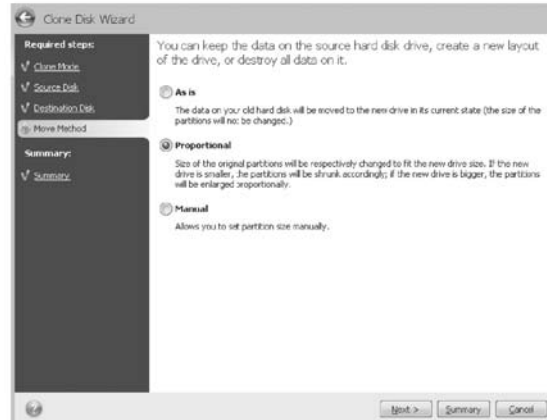 Clone Disk Wizard
Required steps:
Clone Mode
Source Disk
Destination Disk
Move Method
Summary:
Summary
You can keep the data on the source hard disk drive, create a new layout
of the drive, or destroy all data on it.
As is
The data on your old hard disk will be moved to the new drive in its current state (the size of the
partitions will not be changed.)
Proportional
Size of the original partitions will be respectively changed to fit the new drive size. If the new
drive is smaller, the partitions will be shrunk accordingly; if the new drive is bigger, the partitions
will be enlarged proportionally.
Manual
Allows you to set partition size manually.
Next >
Summary
Cancel